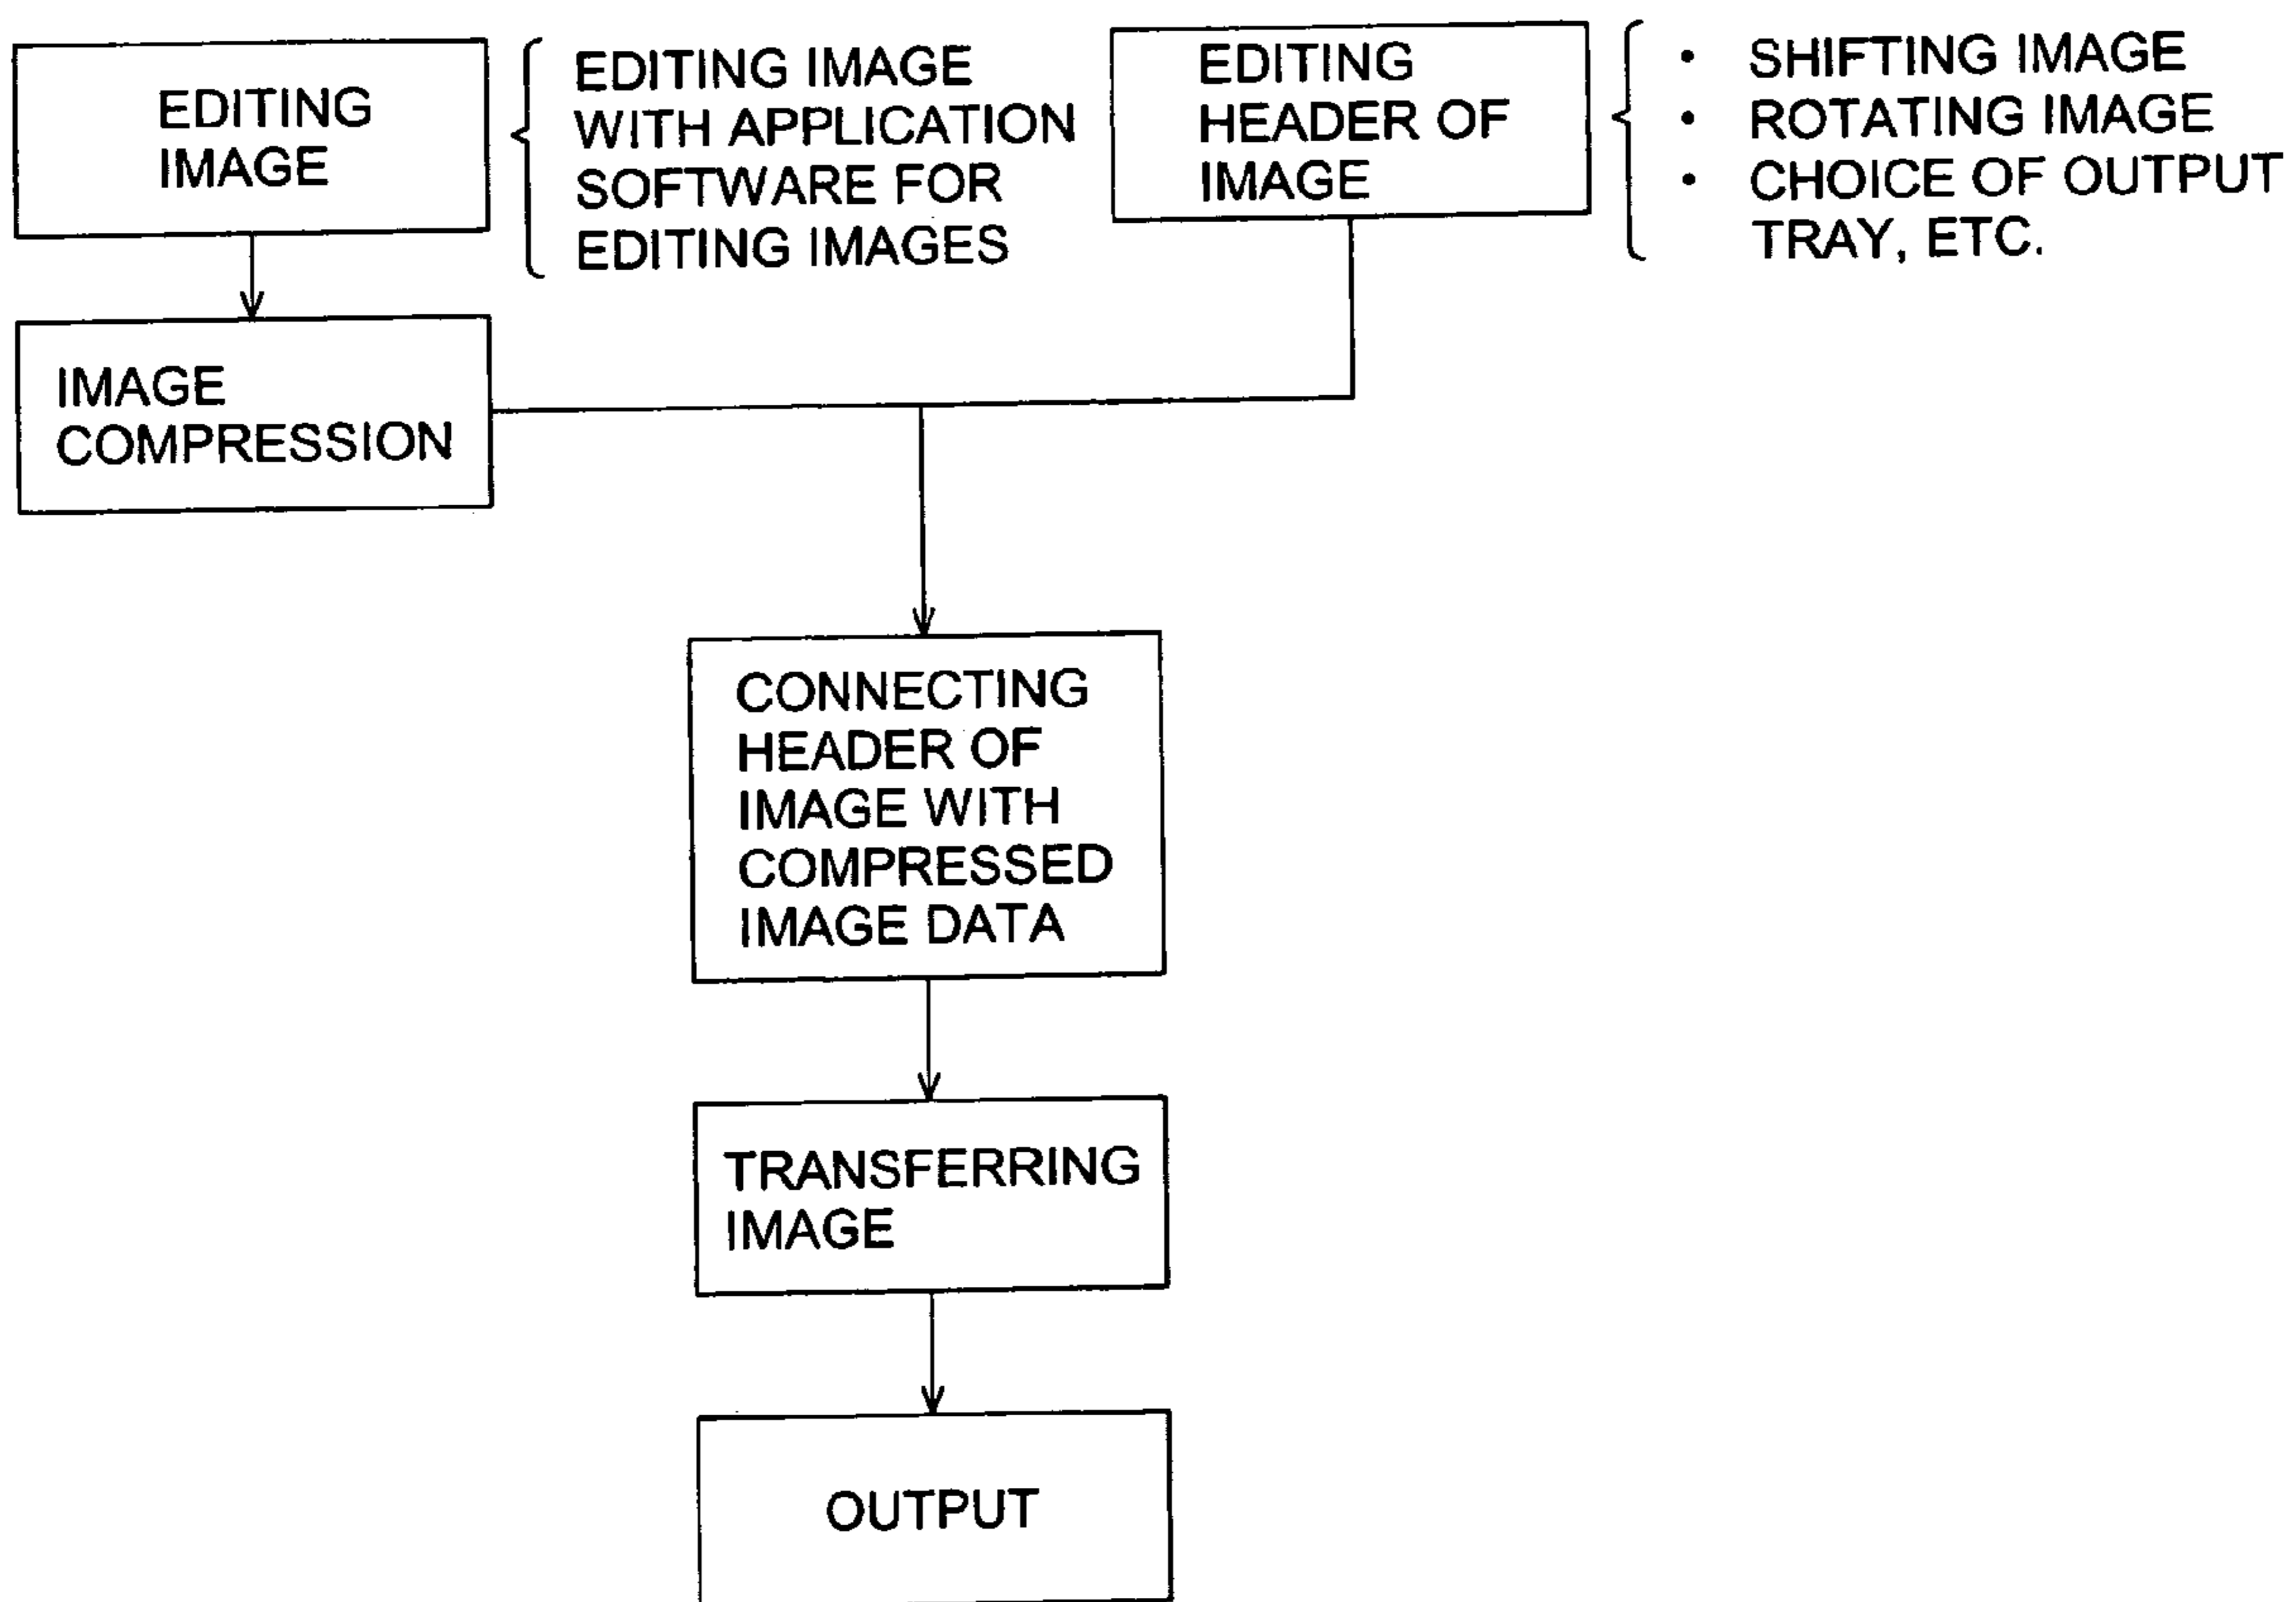 EDITING
IMAGE
EDITING IMAGE
WITH APPLICATION
SOFTWARE FOR
EDITING IMAGES
EDITING
HEADER OF
IMAGE
• SHIFTING IMAGE
• ROTATING IMAGE
• CHOICE OF OUTPUT
TRAY, ETC.
IMAGE
COMPRESSION
CONNECTING
HEADER OF
IMAGE WITH
COMPRESSED
IMAGE DATA
TRANSFERRING
IMAGE
OUTPUT